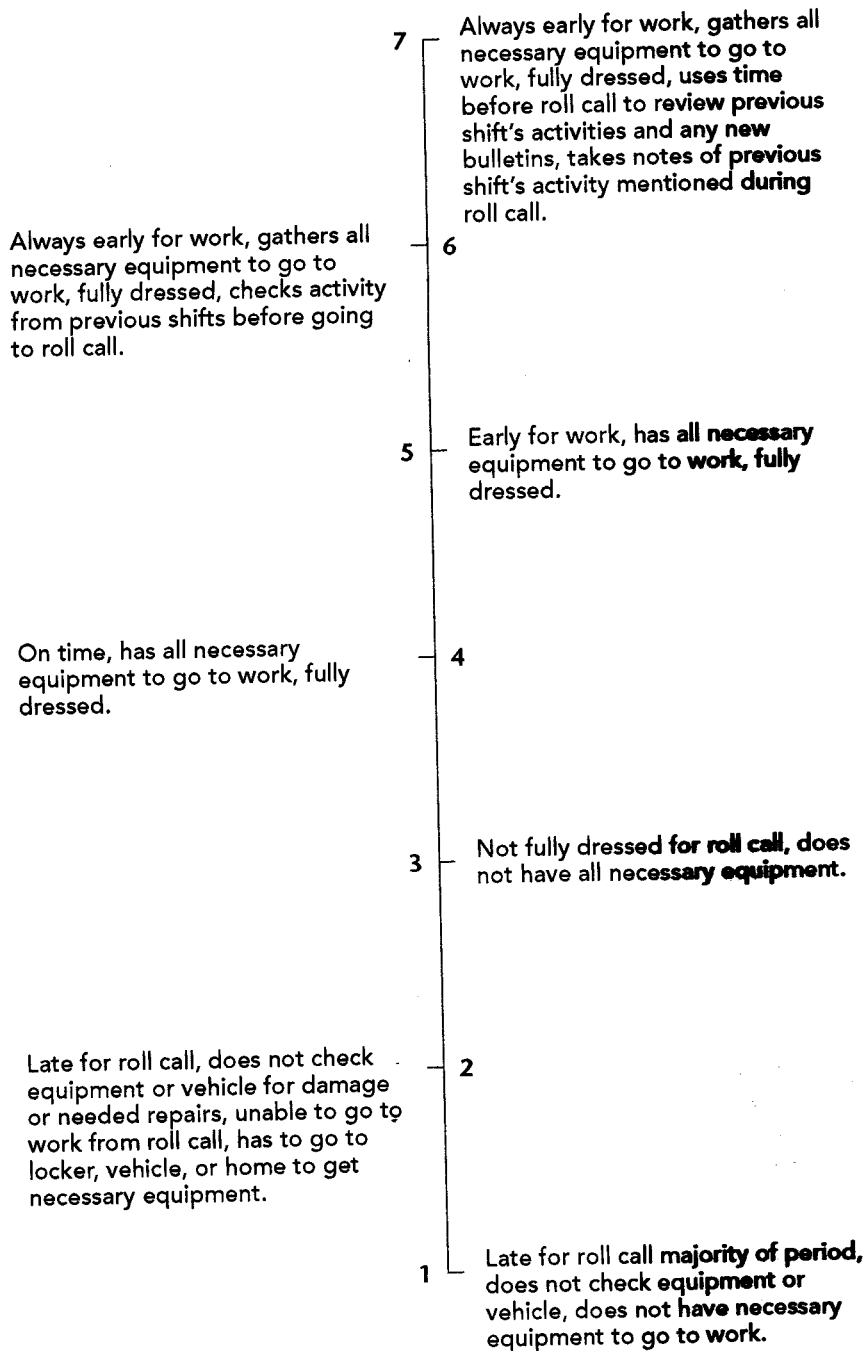 7
Always early for work, gathers all
necessary equipment to go to
work, fully dressed, uses time
before roll call to review previous
shift's activities and any new
bulletins, takes notes of previous
shift's activity mentioned during
roll call.
6
Always early for work, gathers all
necessary equipment to go to
work, fully dressed, checks activity
from previous shifts before going
to roll call.
5
Early for work, has all necessary
equipment to go to work, fully
dressed.
4
On time, has all necessary
equipment to go to work, fully
dressed.
3
Not fully dressed for roll call, does
not have all necessary equipment.
2
Late for roll call, does not check
equipment or vehicle for damage
or needed repairs, unable to go to
work from roll call, has to go to
locker, vehicle, or home to get
necessary equipment.
1
Late for roll call majority of period,
does not check equipment or
vehicle, does not have necessary
equipment to go to work.